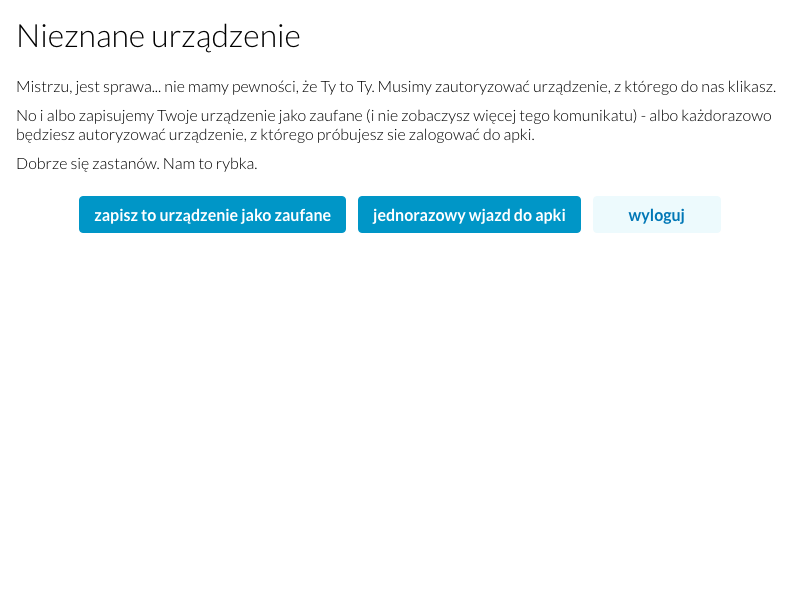 Nieznane urządzenie
Mistrzu, jest sprawa... nie mamy pewności, że Ty to Ty. Musimy zautoryzować urządzenie, z którego do nas klikasz.
No i albo zapisujemy Twoje urządzenie jako zaufane (i nie zobaczysz więcej tego komunikatu) - albo każdorazowo
będziesz autoryzować urządzenie, z którego próbujesz sie zalogować do apki.
Dobrze się zastanów. Nam to rybka.
zapisz to urządzenie jako zaufane
jednorazowy wjazd do apki
wyloguj